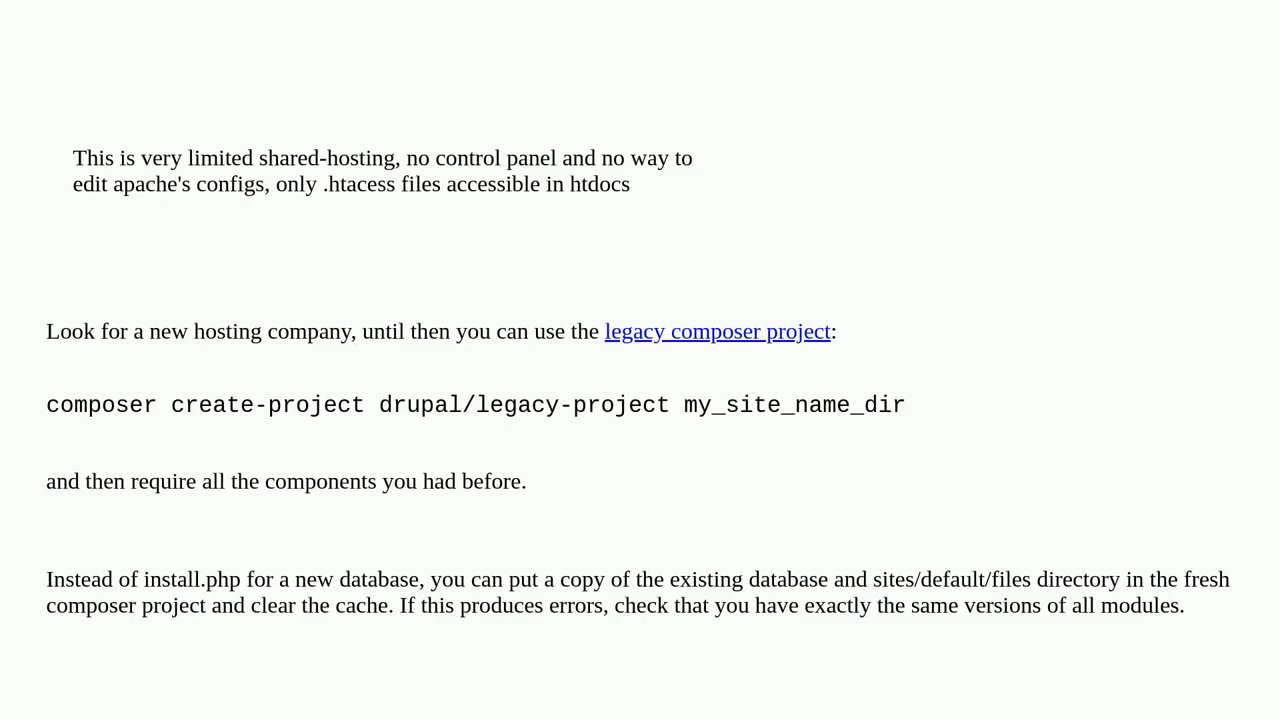 This is very limited shared-hosting, no control panel and no way to
edit apache's configs, only .htacess files accessible in htdocs
Look for a new hosting company, until then you can use the legacy composer project:
composer create-project drupal/legacy-project my_site_name_dir
and then require all the components you had before.
Instead of install.php for a new database, you can put a copy of the existing database and sites/default/files directory in the fresh
composer project and clear the cache. If this produces errors, check that you have exactly the same versions of all modules.